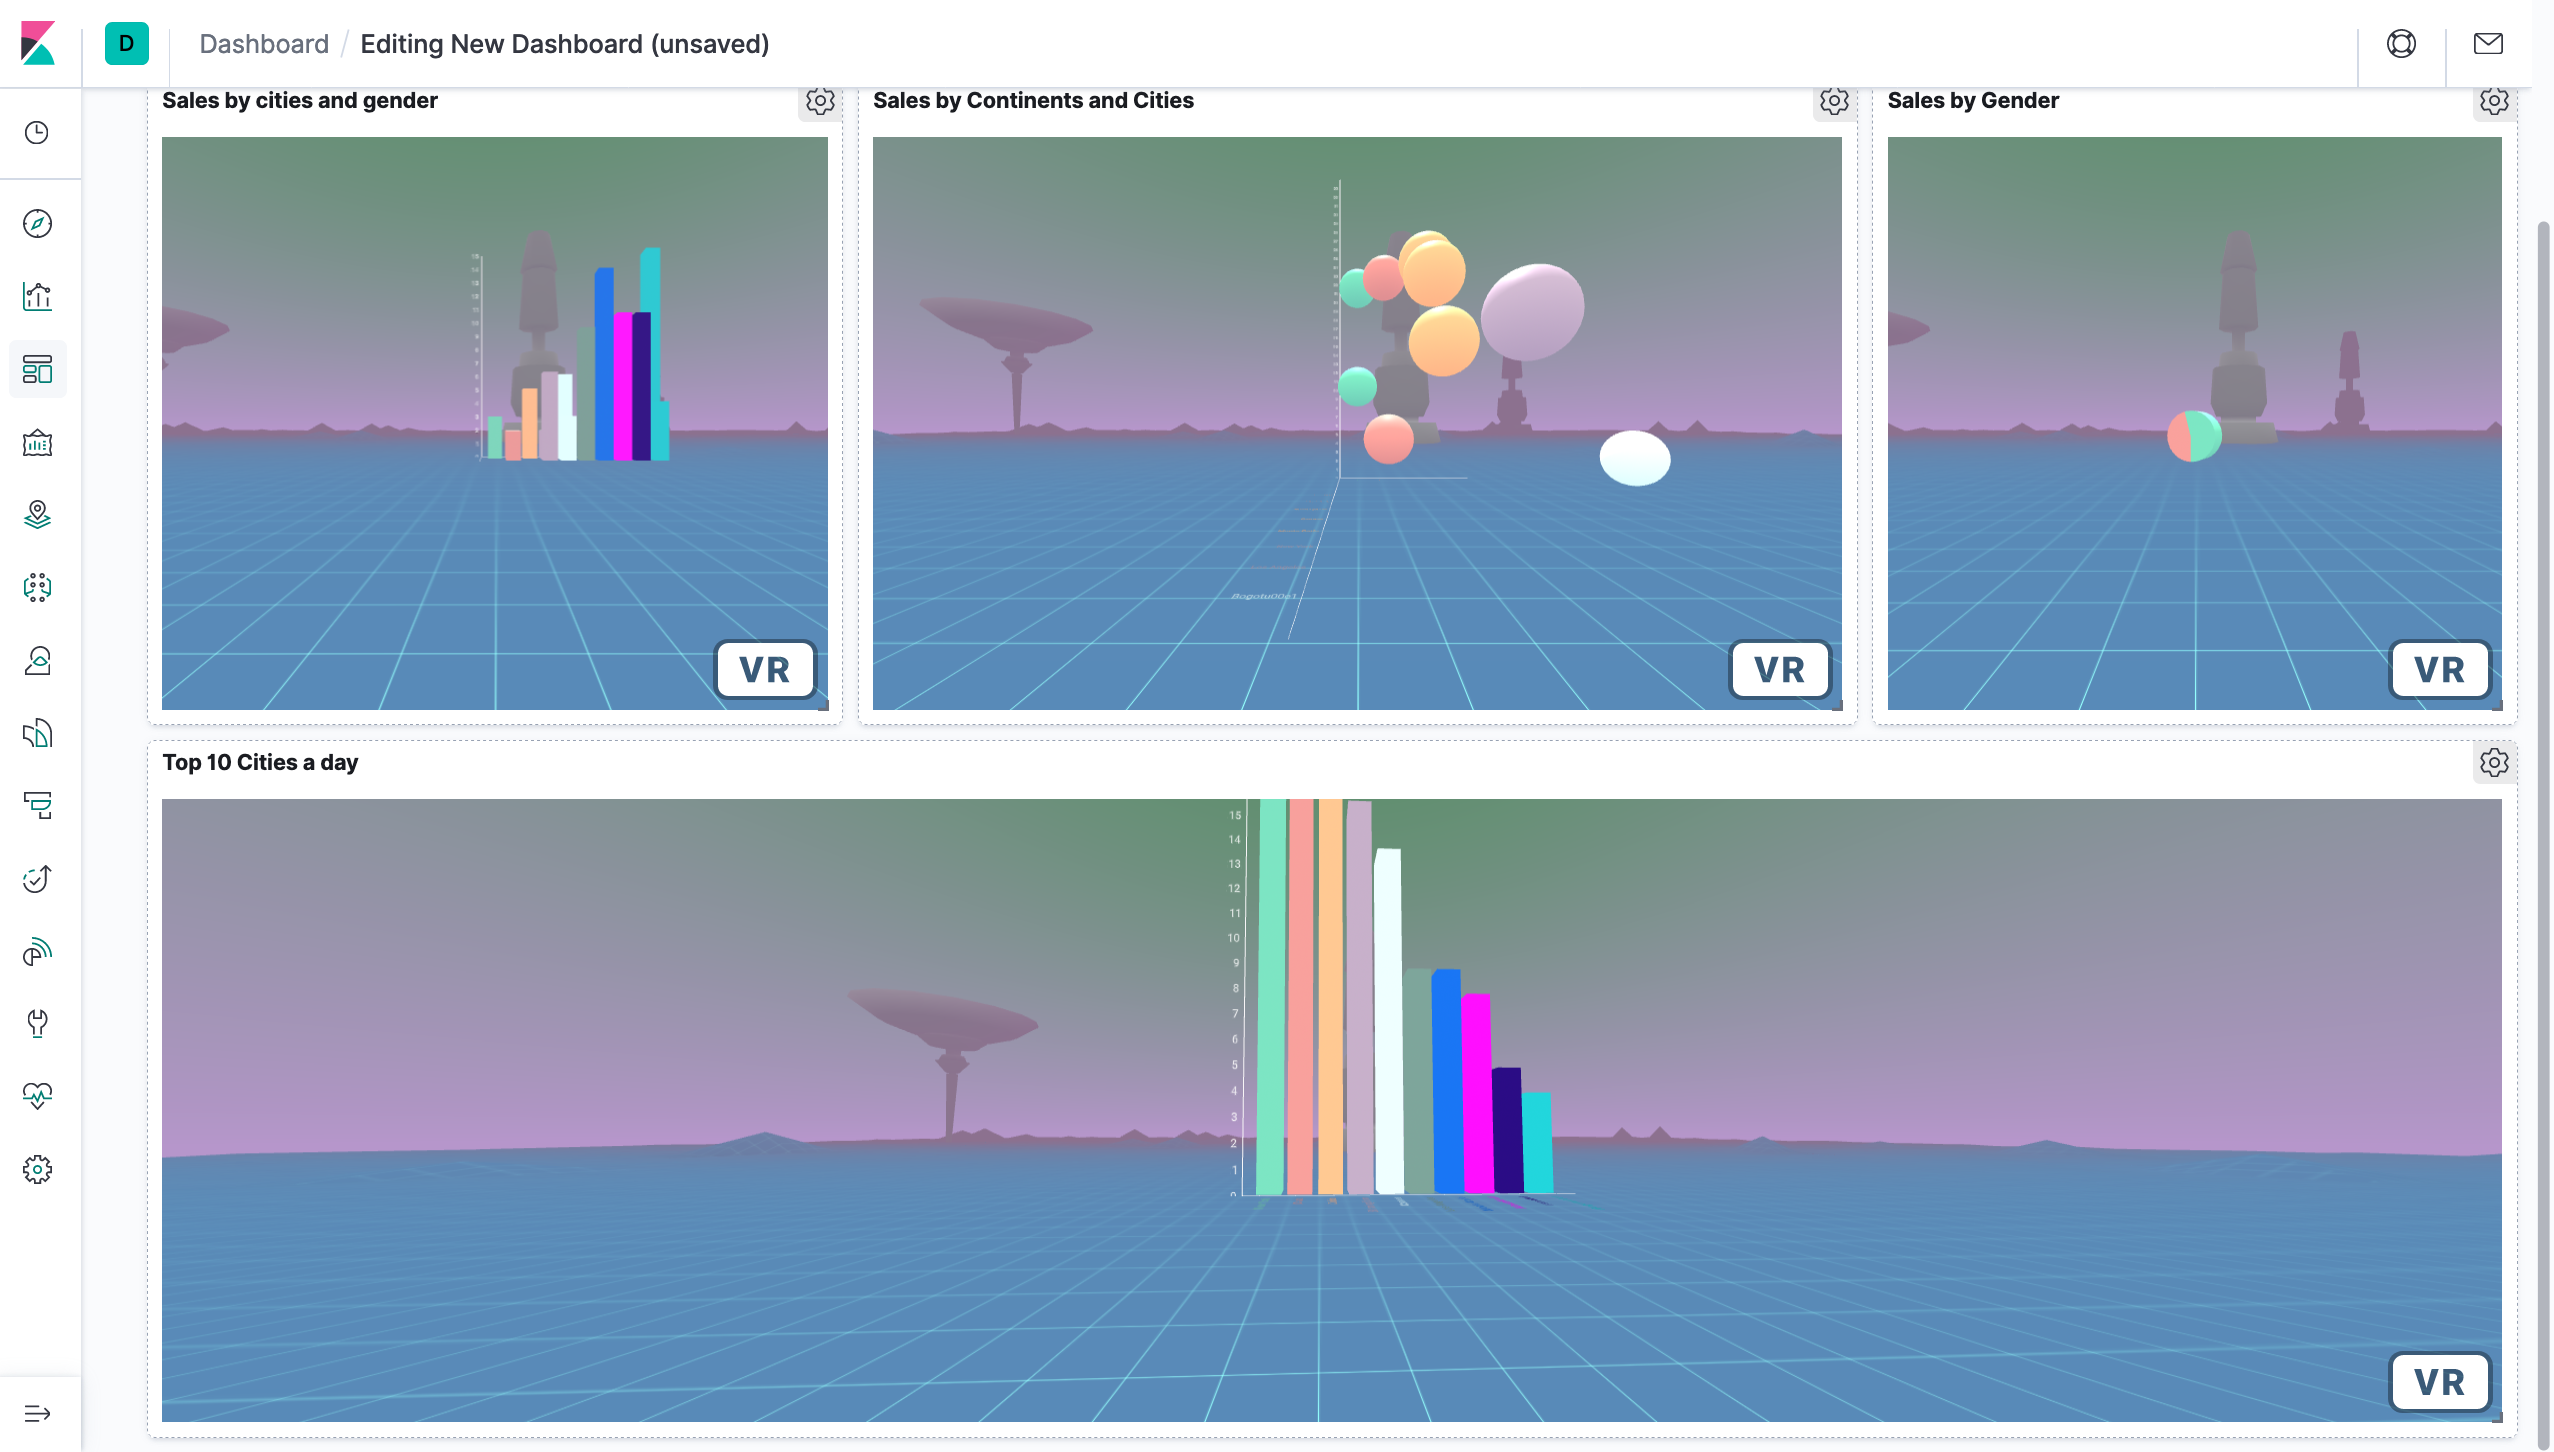 D Dashboard / Editing New Dashboard (unsaved)
Sales by cities and gender
Sales by Continents and Cities
Sales by Gender
Bogotu00e1
VR
VR
VR
Top 10 Cities a day
15
14
13
12
11
10
9
8
7
6
5
4
3
2
1
0
VR